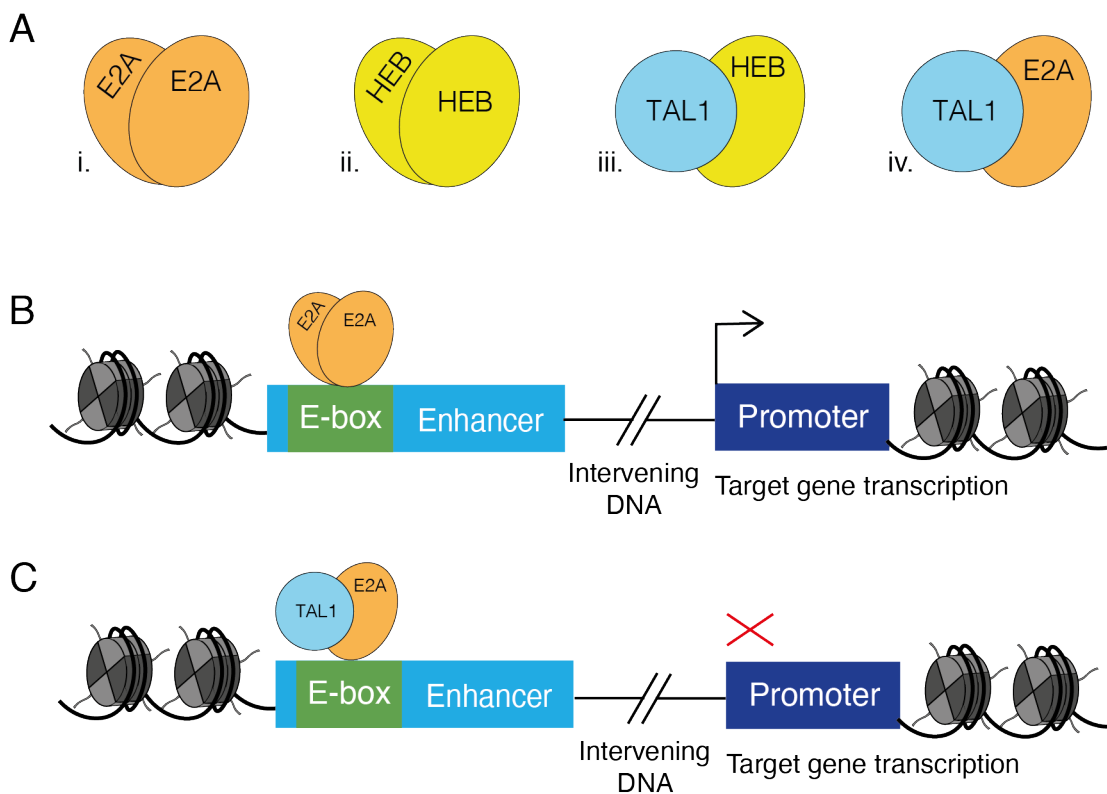 A
E2A
E2A
i.
HEB
HEB
ii.
TAL1
HEB
iii.
TAL1
E2A
iv.
B
E2A
E2A
E-box
Enhancer
Promoter
Intervening
DNA
Target gene transcription
C
TAL1
E2A
E-box
Enhancer
Promoter
Intervening
DNA
Target gene transcription